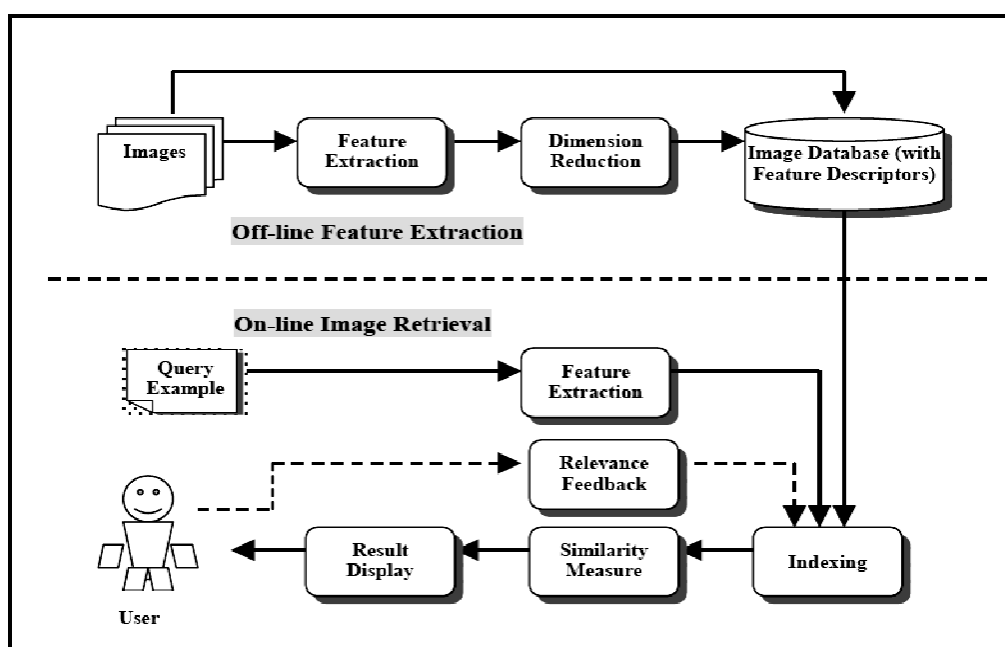 Images
Feature
Extraction
Dimension
Reduction
Image Database (with
Feature Descriptors)
Off-line Feature Extraction
On-line Image Retrieval
Query
Example
Feature
Extraction
Relevance
Feedback
User
Result
Display
Similarity
Measure
Indexing